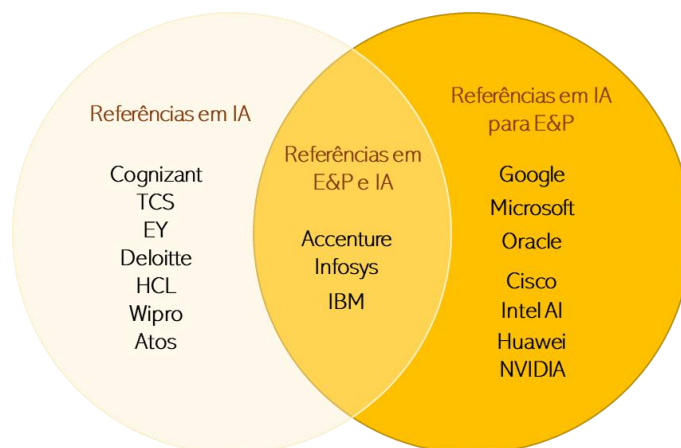 Referências em IA
Cognizant
TCS
EY
Deloitte
HCL
Wipro
Atos
Referências em
E&P e IA
Accenture
Infosys
IBM
Referências em IA
para E&P
Google
Microsoft
Oracle
Cisco
Intel AI
Huawei
NVIDIA